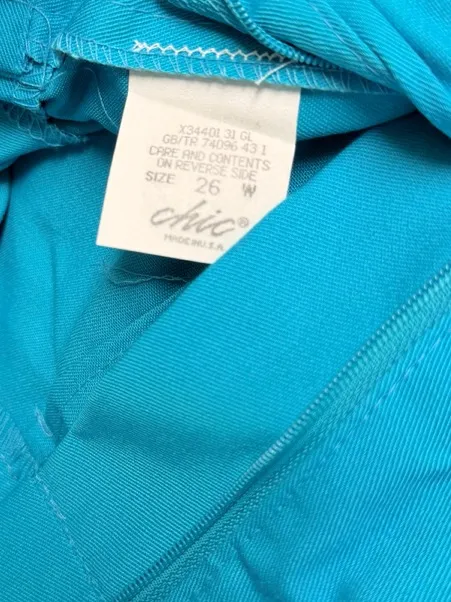 X34401 31 GL
GB/TR 74096 43 1
CARE AND CONTENTS
ON REVERSE SIDE
SIZE 26 W
chic®
MADE IN U.S.A.